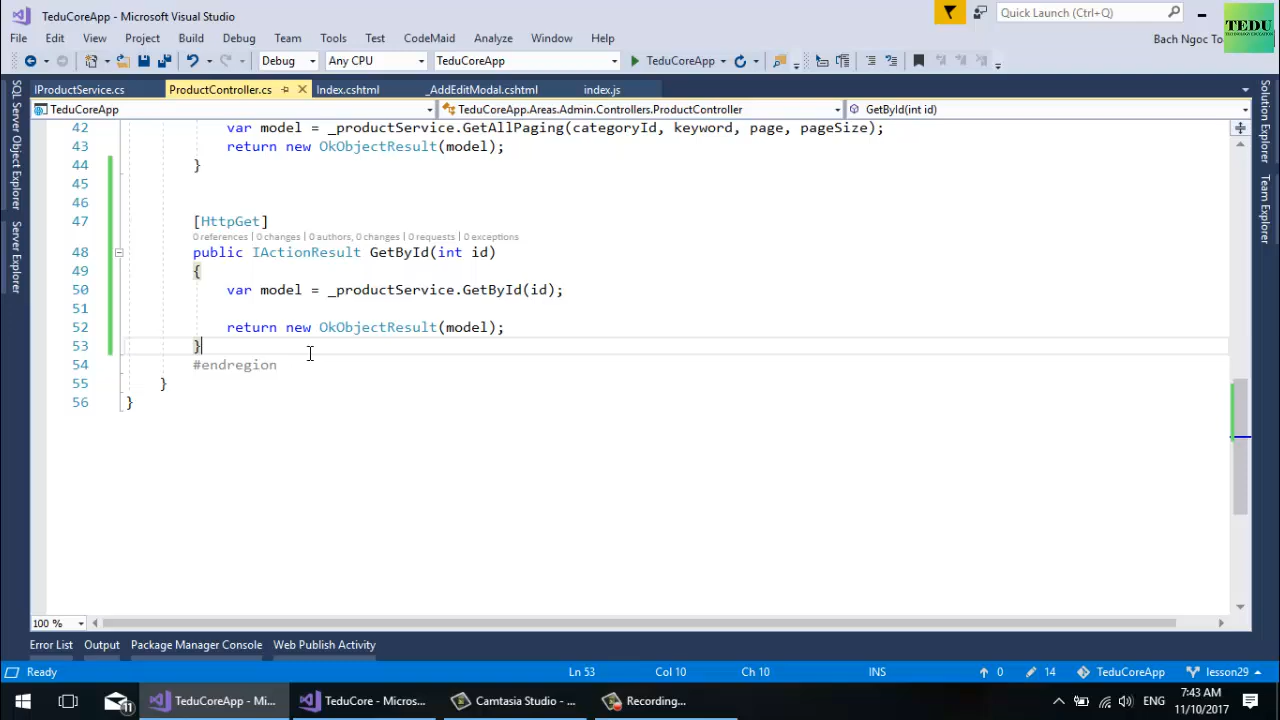 TeduCoreApp - Microsoft Visual Studio
Quick Launch (Ctrl+Q)
TEDU
File Edit View Project Build Debug Team Tools Test CodeMaid Analyze Window Help
Bach Ngoc To
Debug Any CPU TeduCoreApp TeduCoreApp
IProductService.cs ProductController.cs Index.cshtml _AddEditModal.cshtml index.js
TeduCoreApp TeduCoreApp.Areas.Admin.Controllers.ProductController GetById(int id)
SQL Server Object Explorer
Server Explorer
Solution Explorer
Team Explorer
42 var model = _productService.GetAllPaging(categoryId, keyword, page, pageSize);
43 return new OkObjectResult(model);
44 }
45
46
47 [HttpGet]
0 references | 0 changes | 0 authors, 0 changes | 0 requests | 0 exceptions
48 public IActionResult GetById(int id)
49 {
50 var model = _productService.GetById(id);
51
52 return new OkObjectResult(model);
53 }
54 #endregion
55 }
56 }
100 %
Error List Output Package Manager Console Web Publish Activity
Ready Ln 53 Col 10 Ch 10 INS 0 14 TeduCoreApp lesson29
11 TeduCoreApp - Mi... TeduCore - Micros... Camtasia Studio - ... Recording... ENG 7:43 AM
11/10/2017